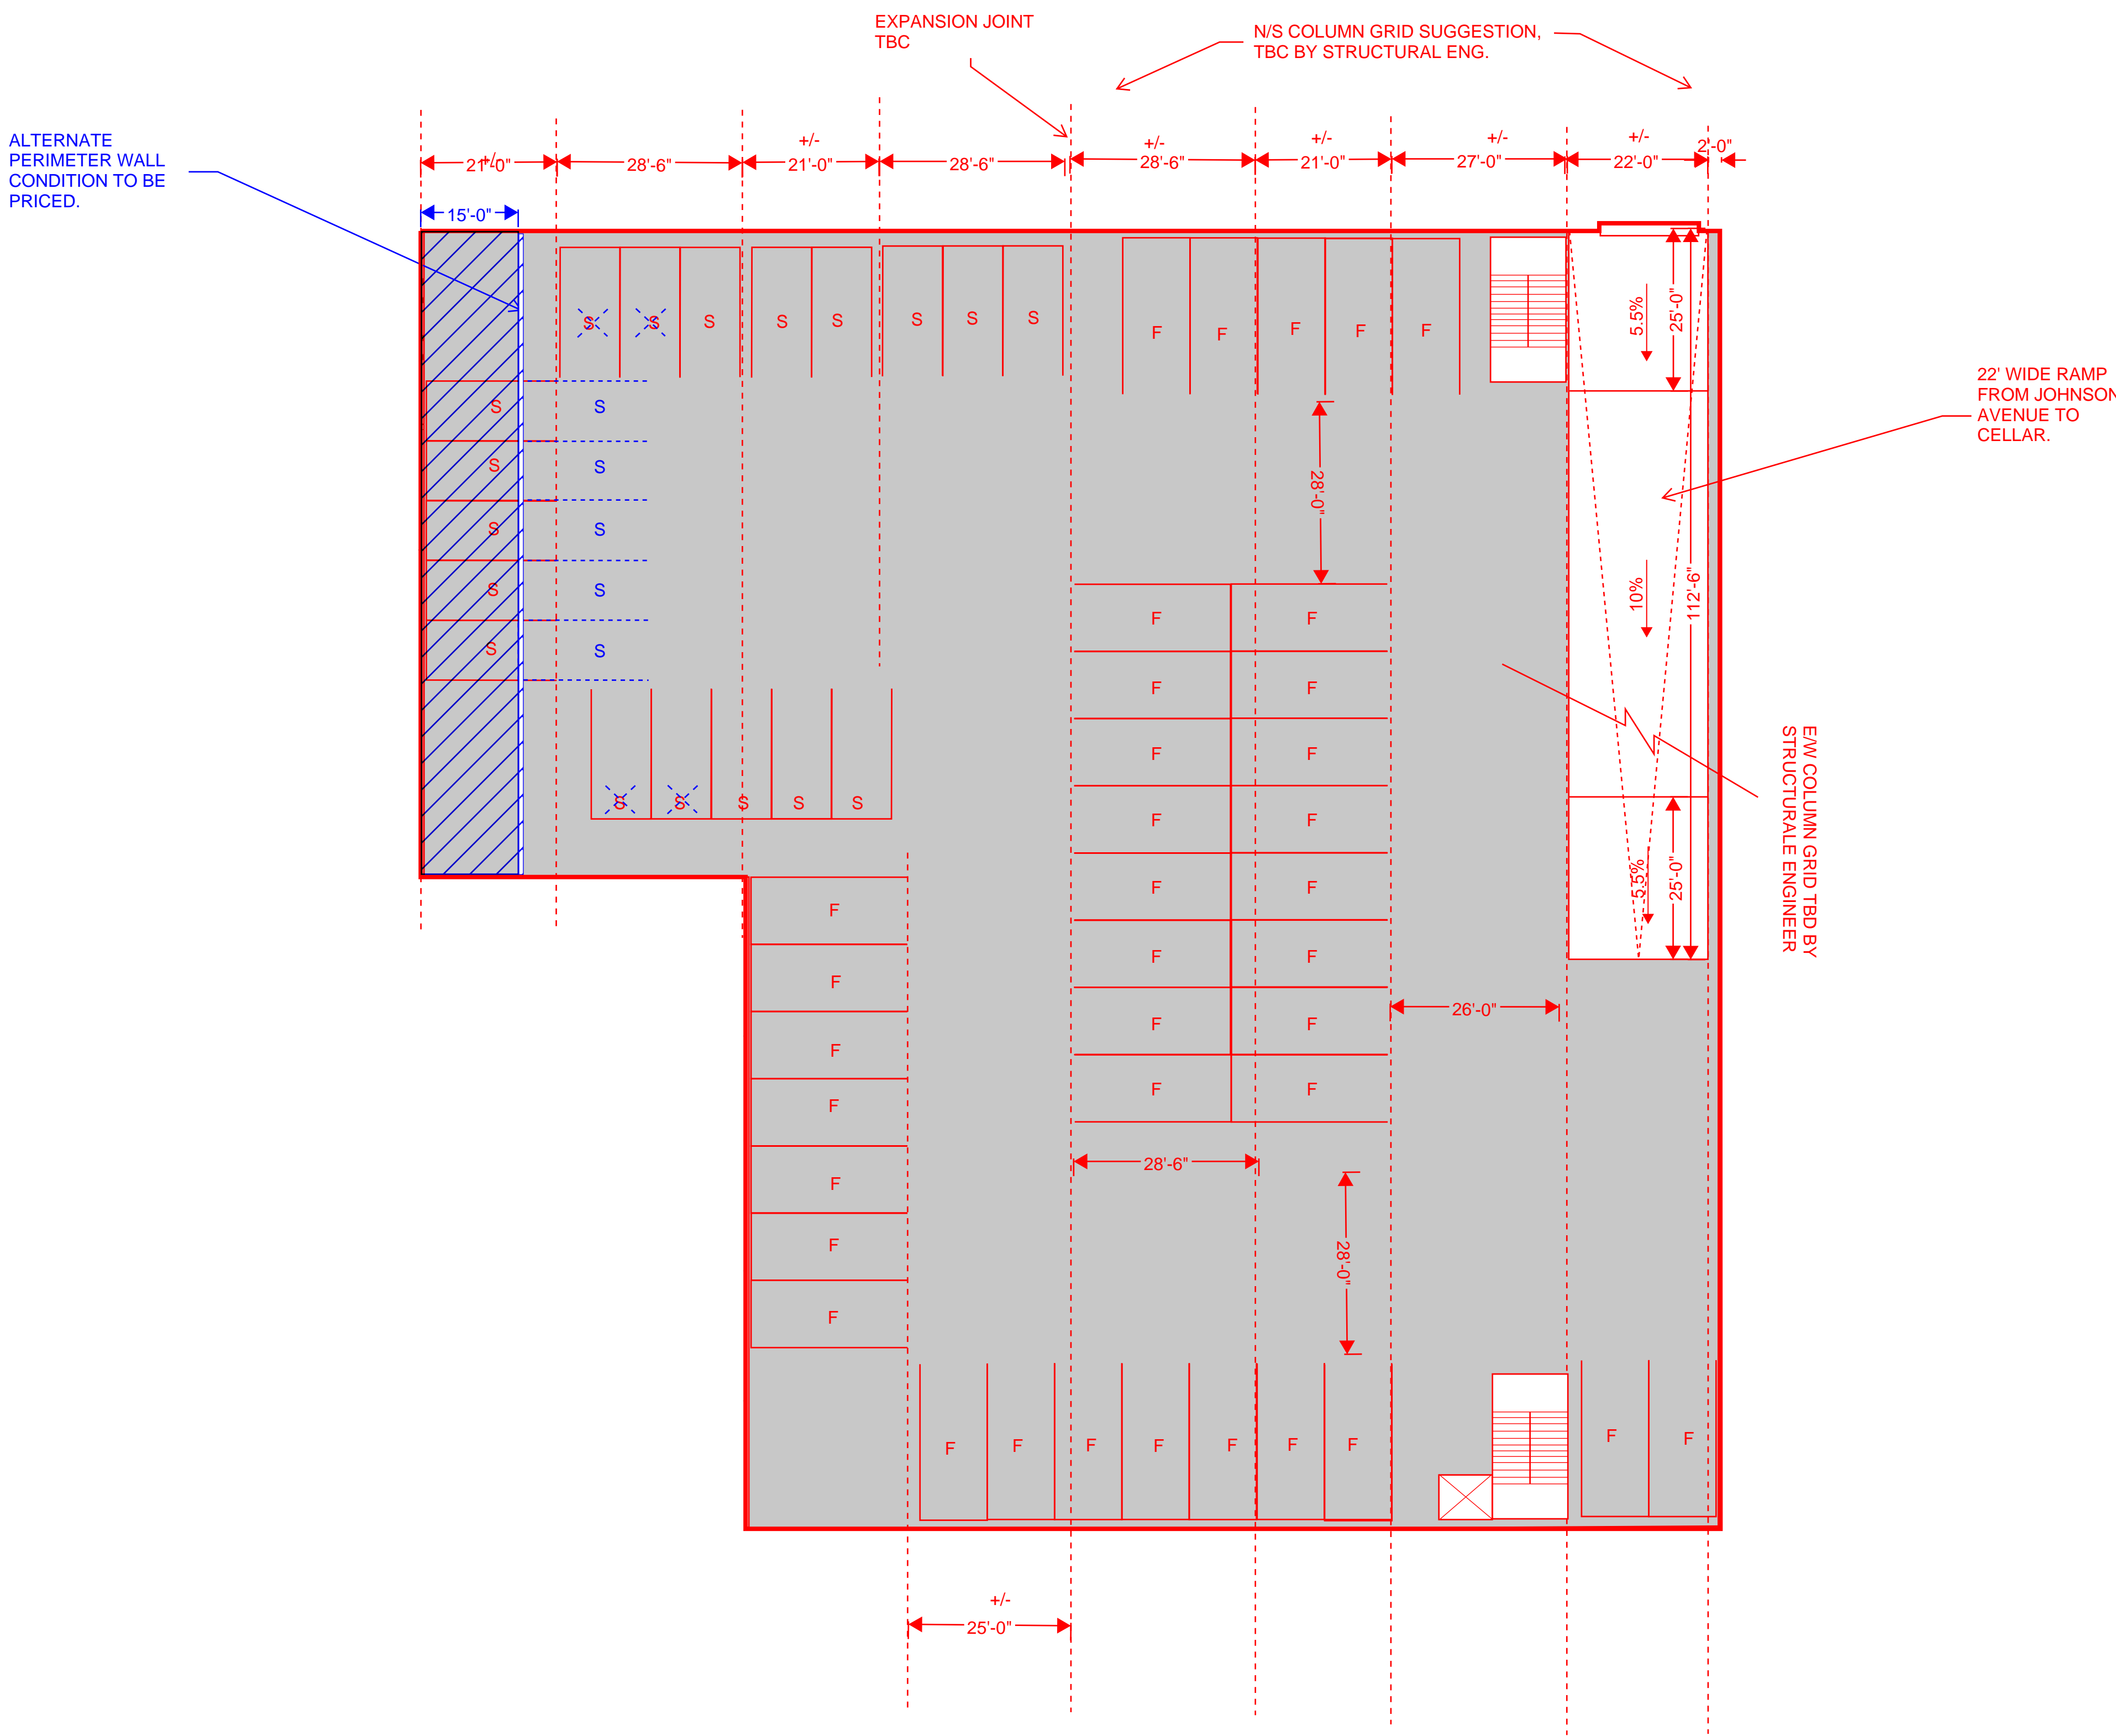 EXPANSION JOINT
TBC
N/S COLUMN GRID SUGGESTION,
TBC BY STRUCTURAL ENG.
ALTERNATE
PERIMETER WALL
CONDITION TO BE
PRICED.
+/-
21'-0"
28'-6"
+/-
21'-0"
28'-6"
+/-
28'-6"
+/-
21'-0"
+/-
27'-0"
+/-
22'-0"
2'-0"
15'-0"
S S S S S S S S
F F F F F
5.5%
25'-0"
22' WIDE RAMP
FROM JOHNSON
AVENUE TO
CELLAR.
S S
S S
S S
S S
S S
28'-0"
10%
112'-6"
F F
F F
F F
F F
F F
F F
F F
F F
S S S S S
E/W COLUMN GRID TBD BY
STRUCTURALE ENGINEER
5.5%
25'-0"
26'-0"
F
F
F
F
F
F
F
28'-6"
28'-0"
F F F F F F F F F
+/-
25'-0"